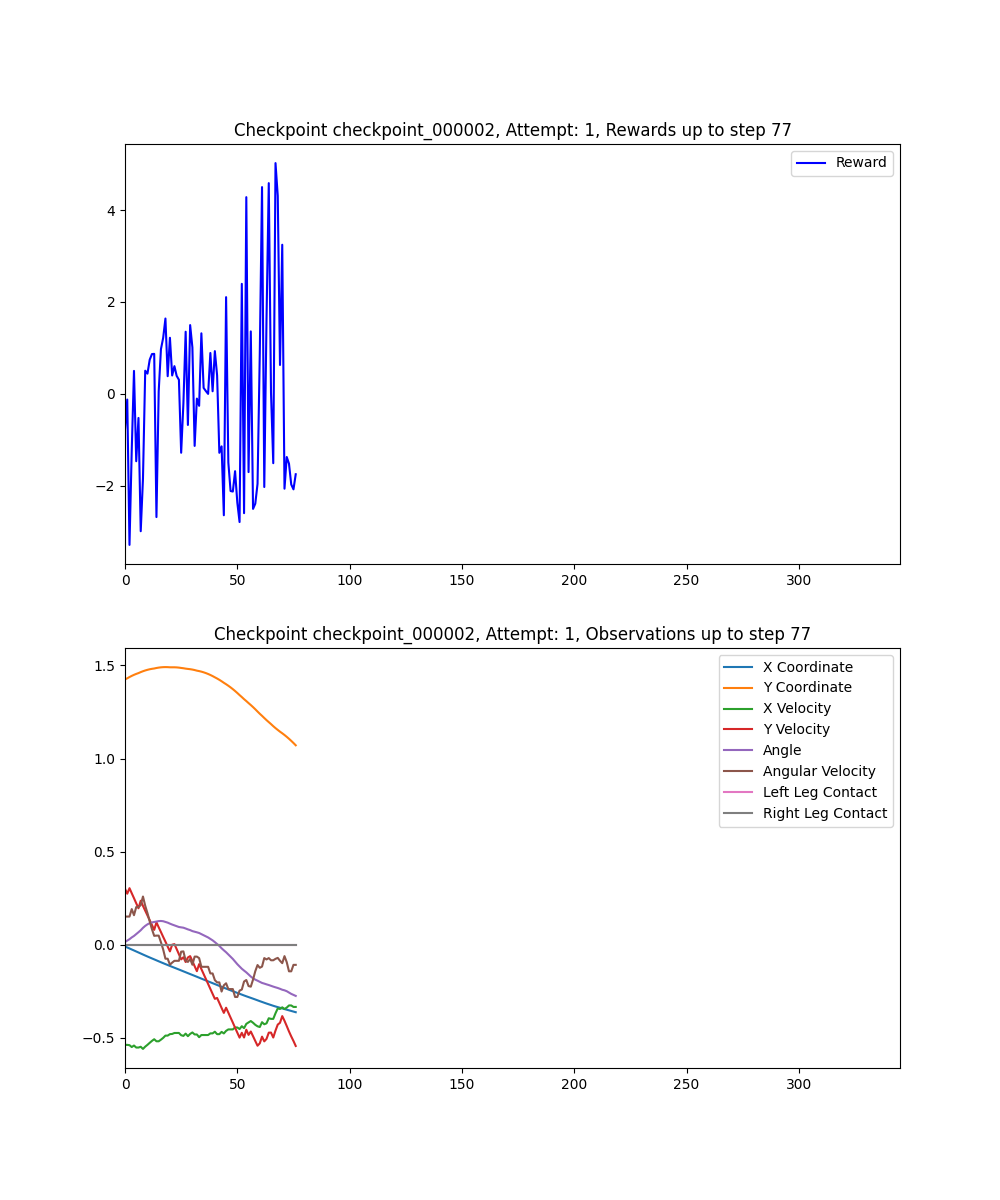 Checkpoint checkpoint_000002, Attempt: 1, Rewards up to step 77
Reward
4
2
0
−2
0
50
100
150
200
250
300
Checkpoint checkpoint_000002, Attempt: 1, Observations up to step 77
1.5
1.0
0.5
0.0
−0.5
X Coordinate
Y Coordinate
X Velocity
Y Velocity
Angle
Angular Velocity
Left Leg Contact
Right Leg Contact
0
50
100
150
200
250
300